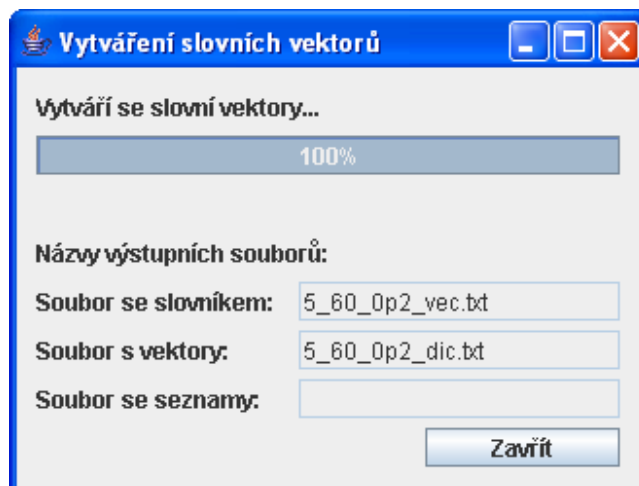 Vytváření slovních vektorů
Vytváří se slovní vektory...
100%
Názvy výstupních souborů:
Soubor se slovníkem: 5_60_0p2_vec.txt
Soubor s vektory: 5_60_0p2_dic.txt
Soubor se seznamy:
Zavřít